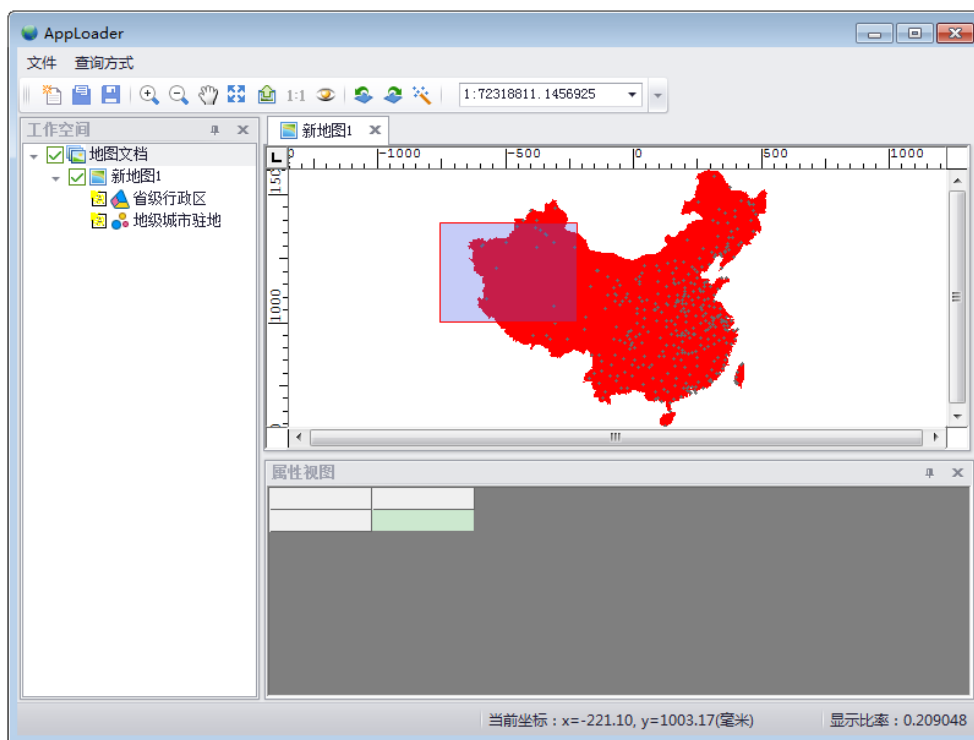 AppLoader
文件 查询方式
1:1 1:72318811.1456925
工作空间
地图文档
新地图1
省级行政区
地级城市驻地
新地图1
-1000 -500 0 500 1000
1000
属性视图
当前坐标：x=-221.10, y=1003.17(毫米) 显示比率：0.209048